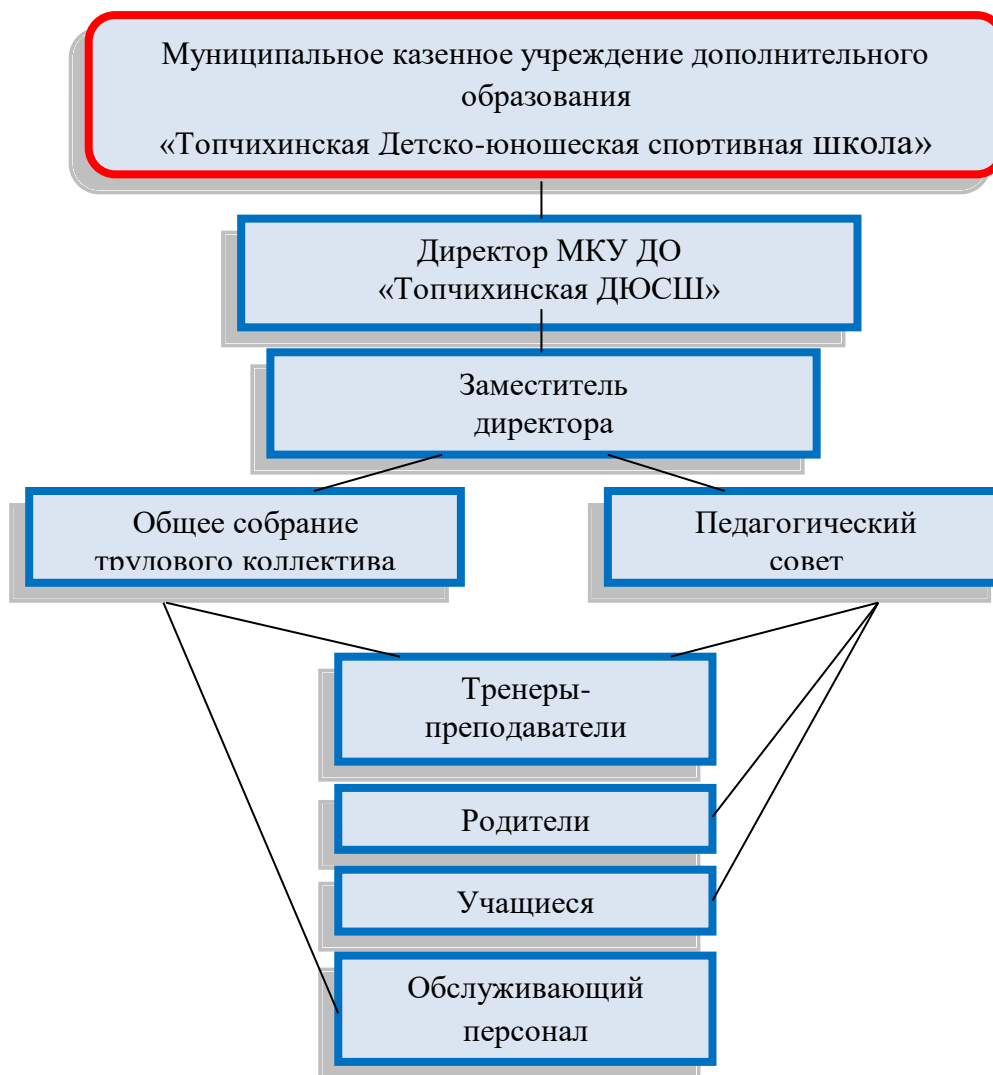 Муниципальное казенное учреждение дополнительного
образования
«Топчихинская Детско-юношеская спортивная школа»
Директор МКУ ДО
«Топчихинская ДЮСШ»
Заместитель
директора
Общее собрание
трудового коллектива
Педагогический
совет
Тренеры-
преподаватели
Родители
Учащиеся
Обслуживающий
персонал